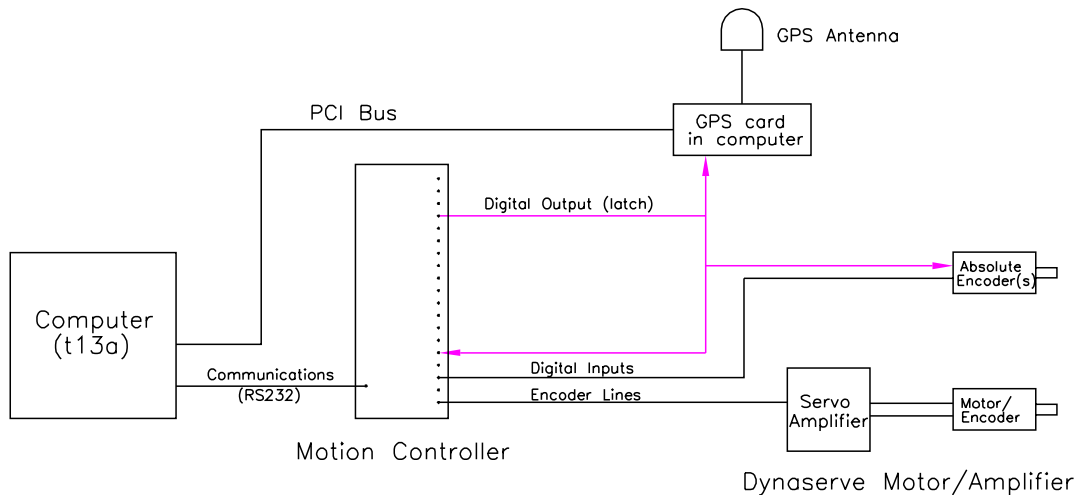 GPS Antenna
PCI Bus
GPS card
in computer
Digital Output (latch)
Absolute
Encoder(s)
Computer
(t13a)
Communications
(RS232)
Digital Inputs
Encoder Lines
Servo
Amplifier
Motor/
Encoder
Motion Controller
Dynaserve Motor/Amplifier